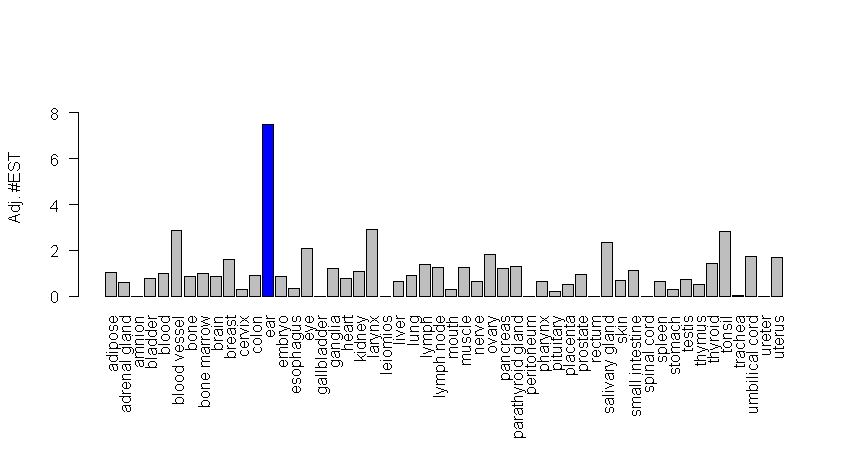 Adj. #EST
8
6
4
2
0
adipose
adrenal gland
amnion
bladder
blood
blood vessel
bone
bone marrow
brain
breast
cervix
colon
ear
embryo
esophagus
eye
gallbladder
ganglia
heart
kidney
larynx
leiomios
liver
lung
lymph
lymph node
mouth
muscle
nerve
ovary
pancreas
parathyroid gland
peritoneum
pharynx
pituitary
placenta
prostate
rectum
salivary gland
skin
small intestine
spinal cord
spleen
stomach
testis
thymus
thyroid
tonsil
trachea
umbilical cord
ureter
uterus